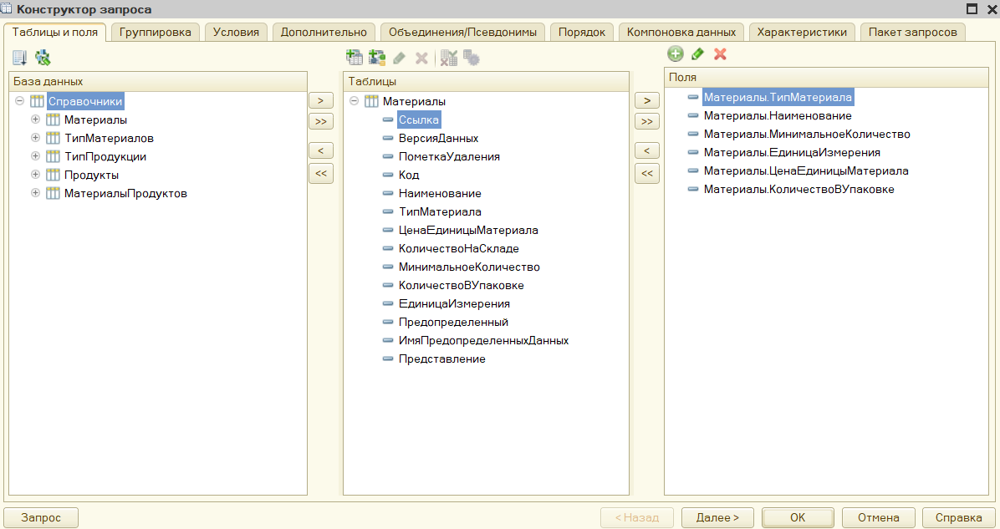 Конструктор запроса
Таблицы и поля
Группировка
Условия
Дополнительно
Объединения/Псевдонимы
Порядок
Компоновка данных
Характеристики
Пакет запросов
База данных
Справочники
Материалы
ТипМатериалов
ТипПродукции
Продукты
МатериалыПродуктов
>
>>
<
<<
Таблицы
Материалы
Ссылка
ВерсияДанных
ПометкаУдаления
Код
Наименование
ТипМатериала
ЦенаЕдиницыМатериала
КоличествоНаСкладе
МинимальноеКоличество
КоличествоВУпаковке
ЕдиницаИзмерения
Предопределенный
ИмяПредопределенныхДанных
Представление
>
>>
<
<<
Поля
Материалы.ТипМатериала
Материалы.Наименование
Материалы.МинимальноеКоличество
Материалы.ЕдиницаИзмерения
Материалы.ЦенаЕдиницыМатериала
Материалы.КоличествоВУпаковке
Запрос
< Назад
Далее >
ОК
Отмена
Справка